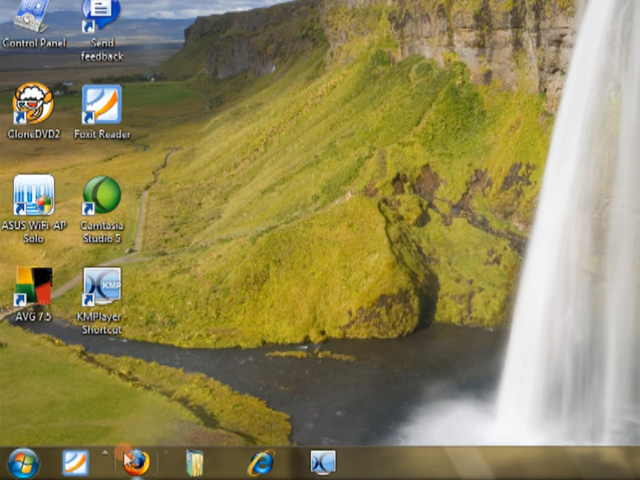 Control Panel
Send
feedback
CloneDVD2
Foxit Reader
ASUS WiFi-AP
Solo
Camtasia
Studio 5
AVG 7.5
KMPlayer
Shortcut
KMP